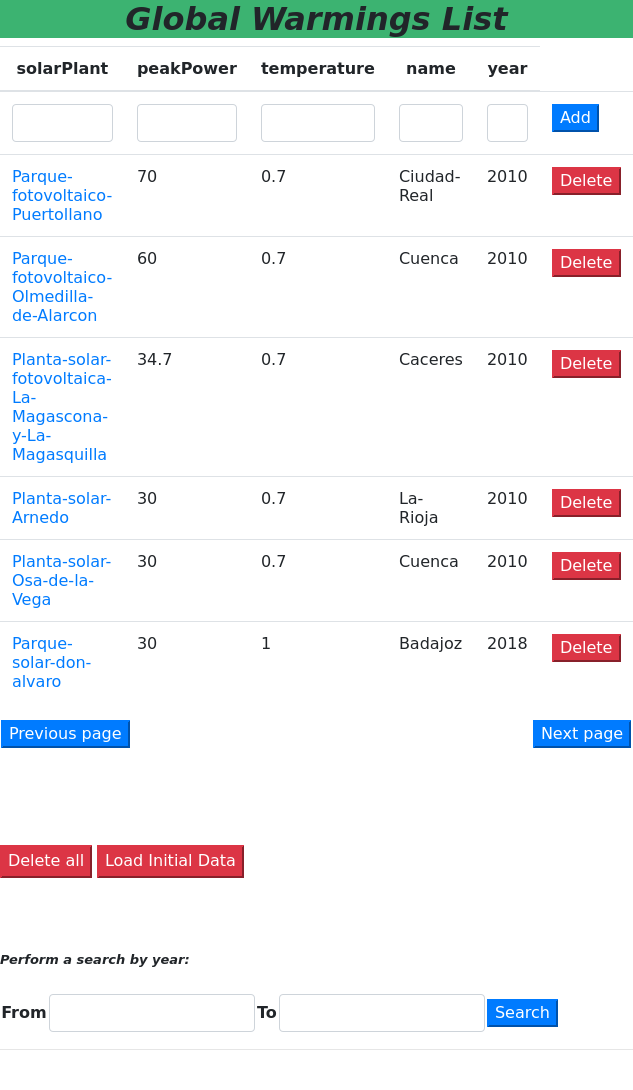 Global Warmings List
solarPlant peakPower temperature name year
Add
Parque- 70 0.7 Ciudad- 2010 Delete
fotovoltaico- Real
Puertollano
Parque- 60 0.7 Cuenca 2010 Delete
fotovoltaico-
Olmedilla-
de-Alarcon
Planta-solar- 34.7 0.7 Caceres 2010 Delete
fotovoltaica-
La-
Magascona-
y-La-
Magasquilla
Planta-solar- 30 0.7 La- 2010 Delete
Arnedo Rioja
Planta-solar- 30 0.7 Cuenca 2010 Delete
Osa-de-la-
Vega
Parque- 30 1 Badajoz 2018 Delete
solar-don-
alvaro
Previous page Next page
Delete all Load Initial Data
Perform a search by year:
From To Search